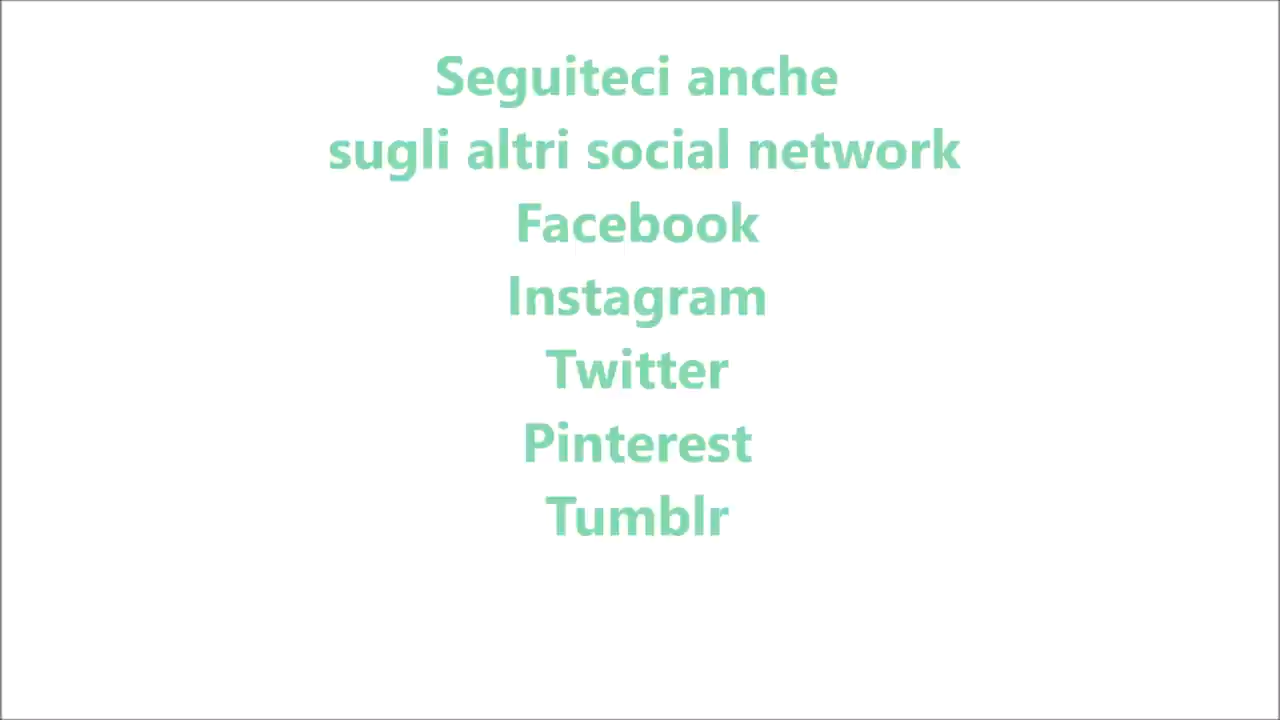 Seguiteci anche
sugli altri social network
Facebook
Instagram
Twitter
Pinterest
Tumblr